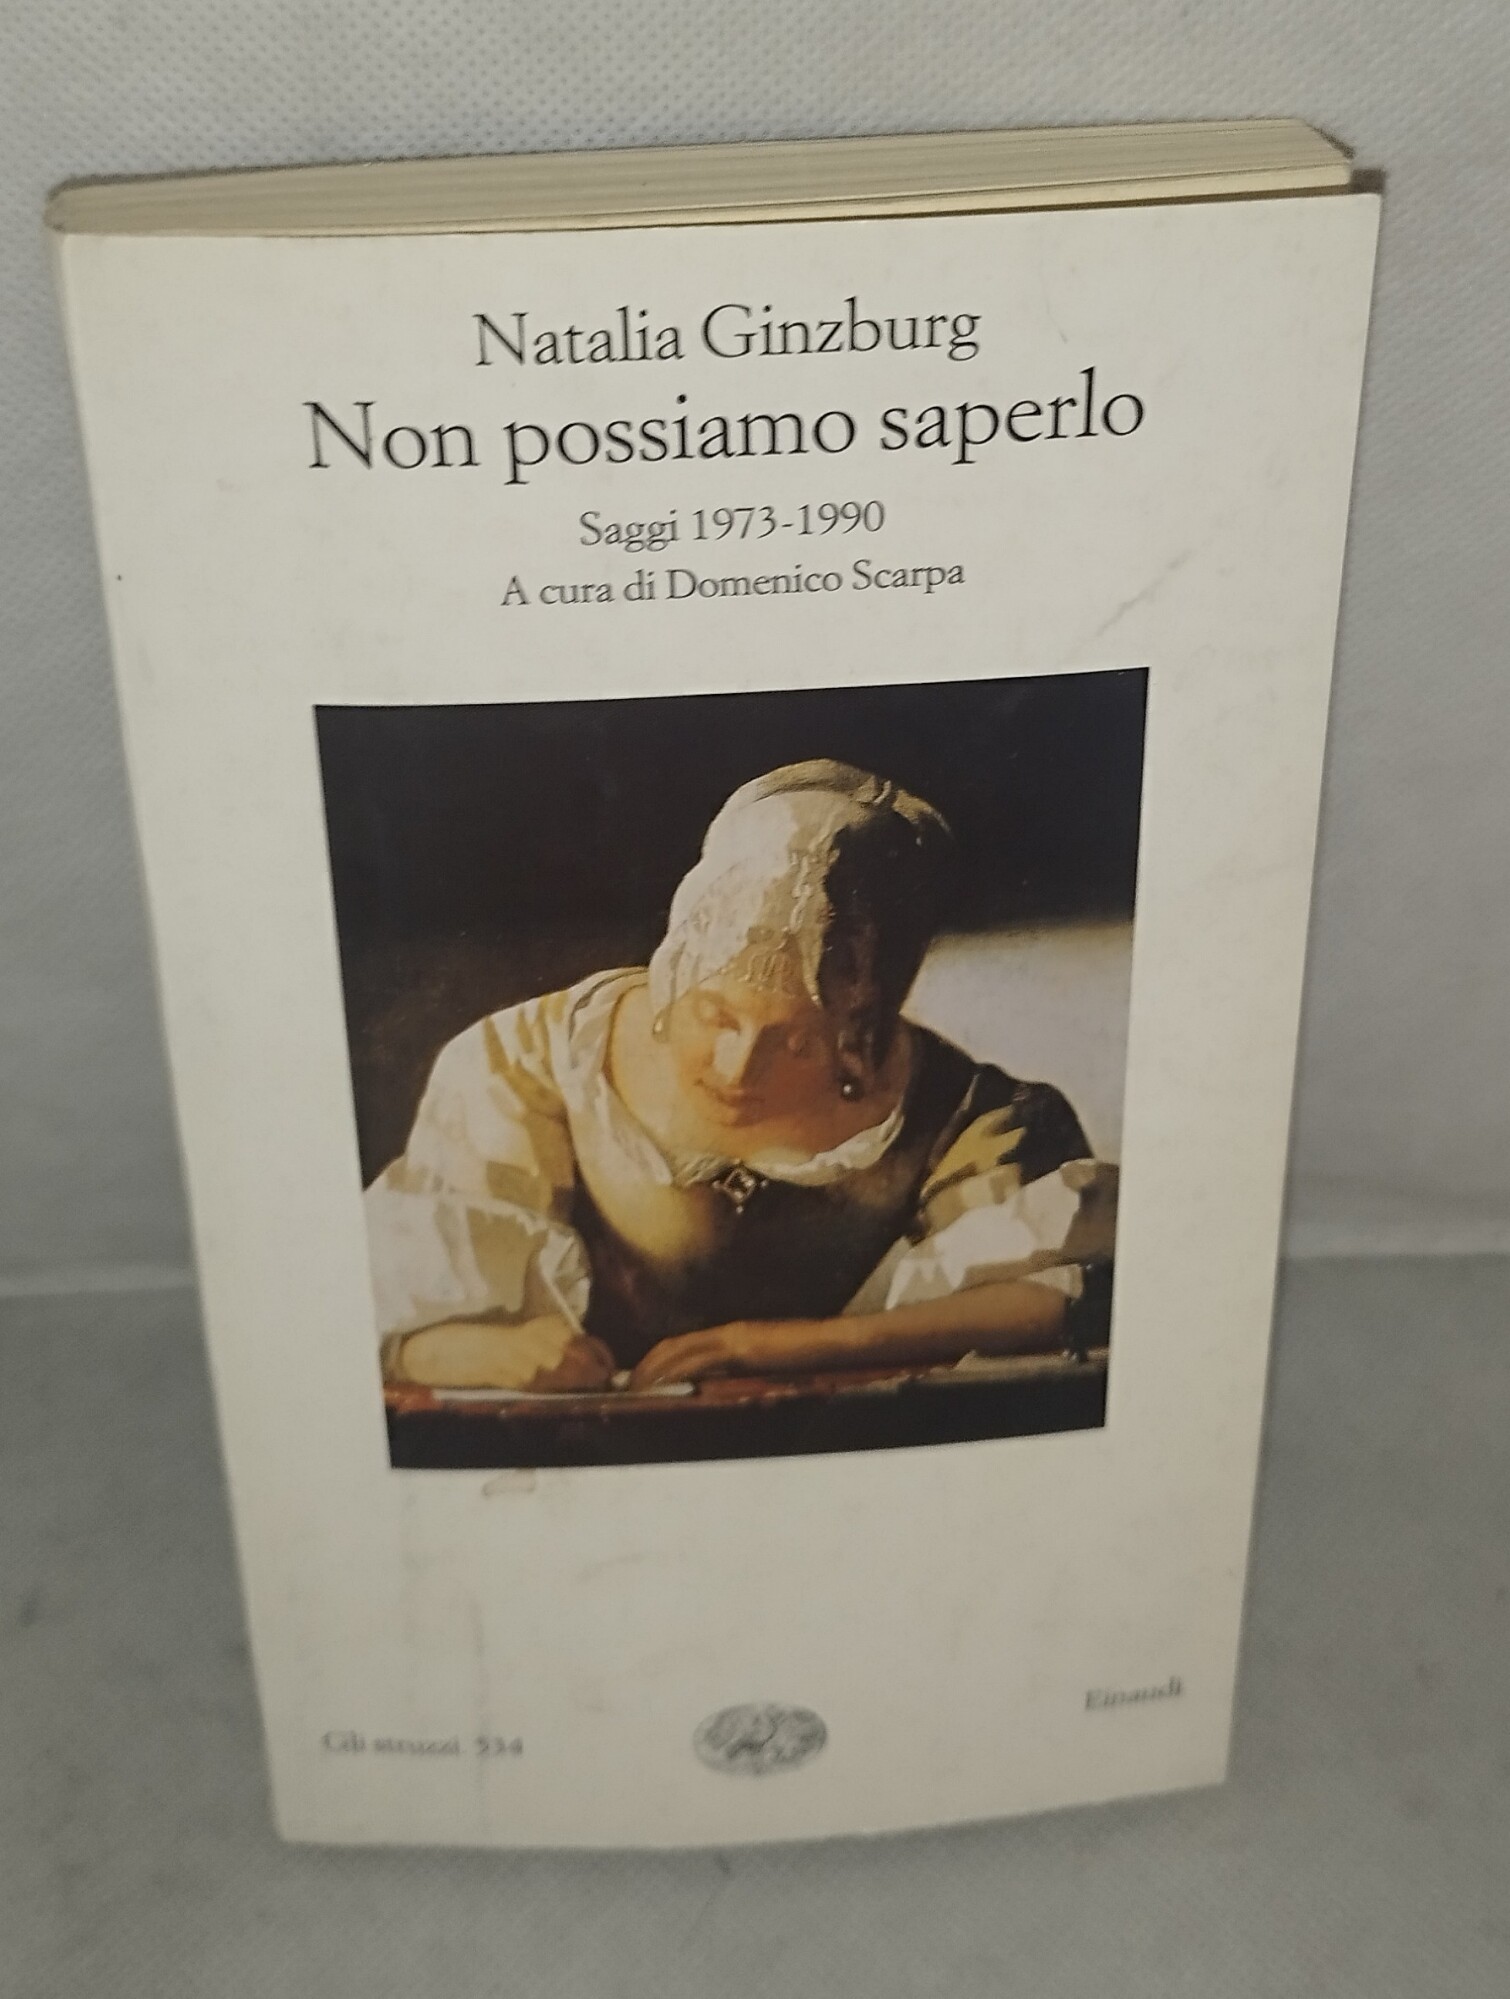 Natalia Ginzburg
Non possiamo saperlo
Saggi 1973-1990
A cura di Domenico Scarpa
Gli struzzi 534
Einaudi